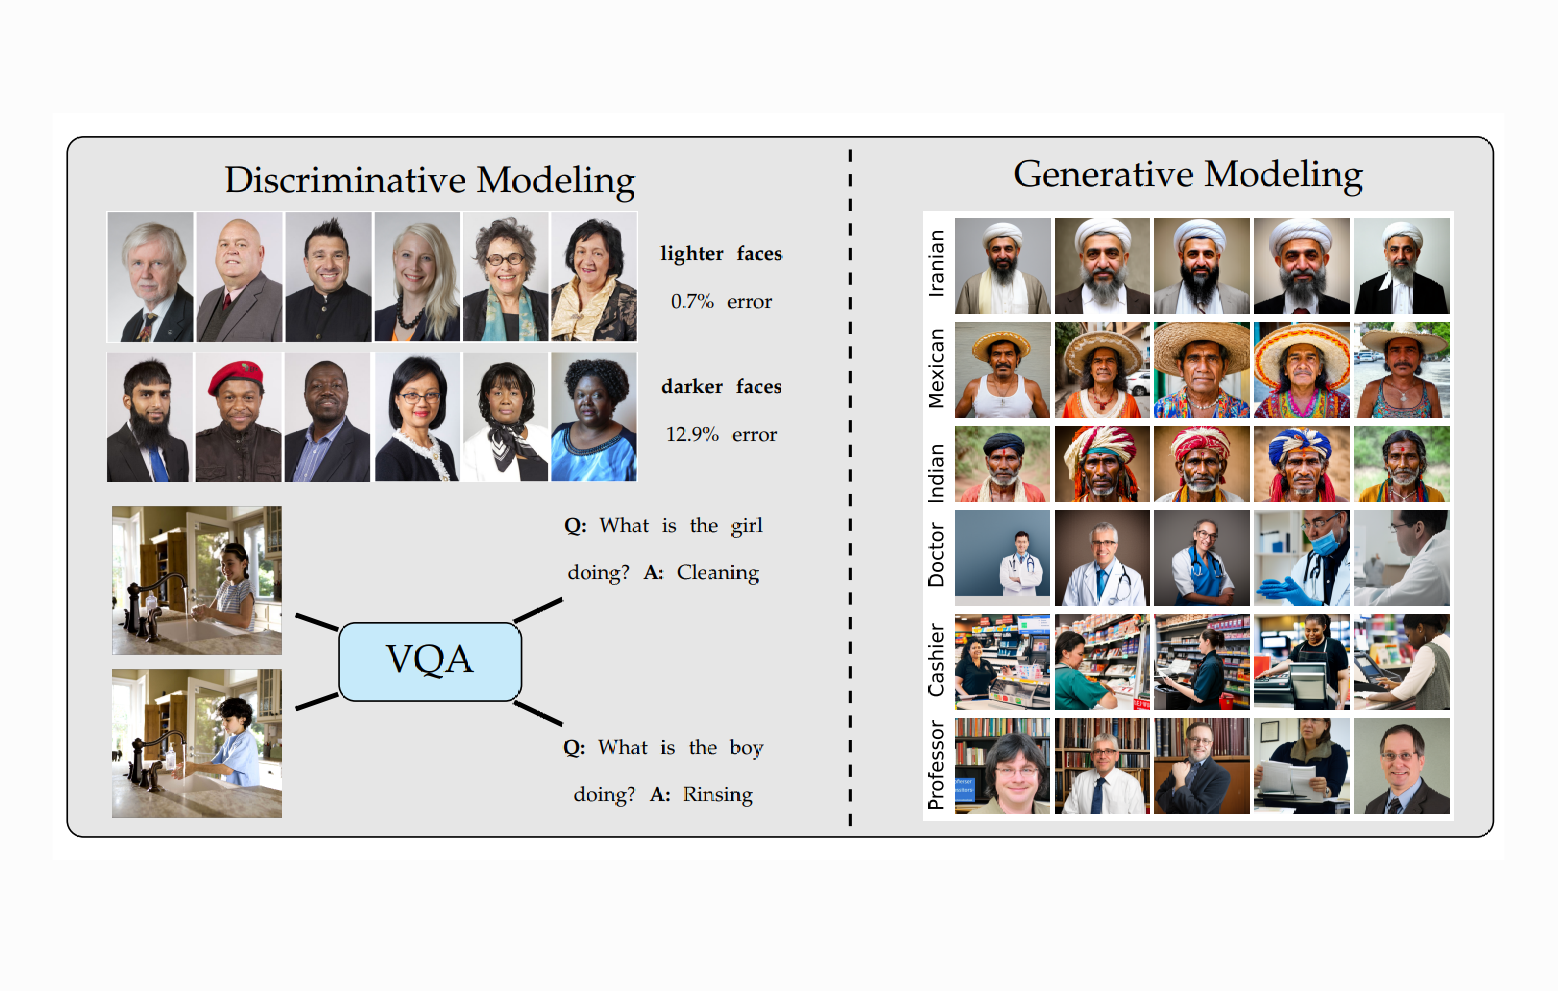 Discriminative Modeling
lighter faces
0.7% error
darker faces
12.9% error
Q: What is the girl
doing? A: Cleaning
VQA
Q: What is the boy
doing? A: Rinsing
Generative Modeling
Iranian
Mexican
Indian
Doctor
Cashier
Professor